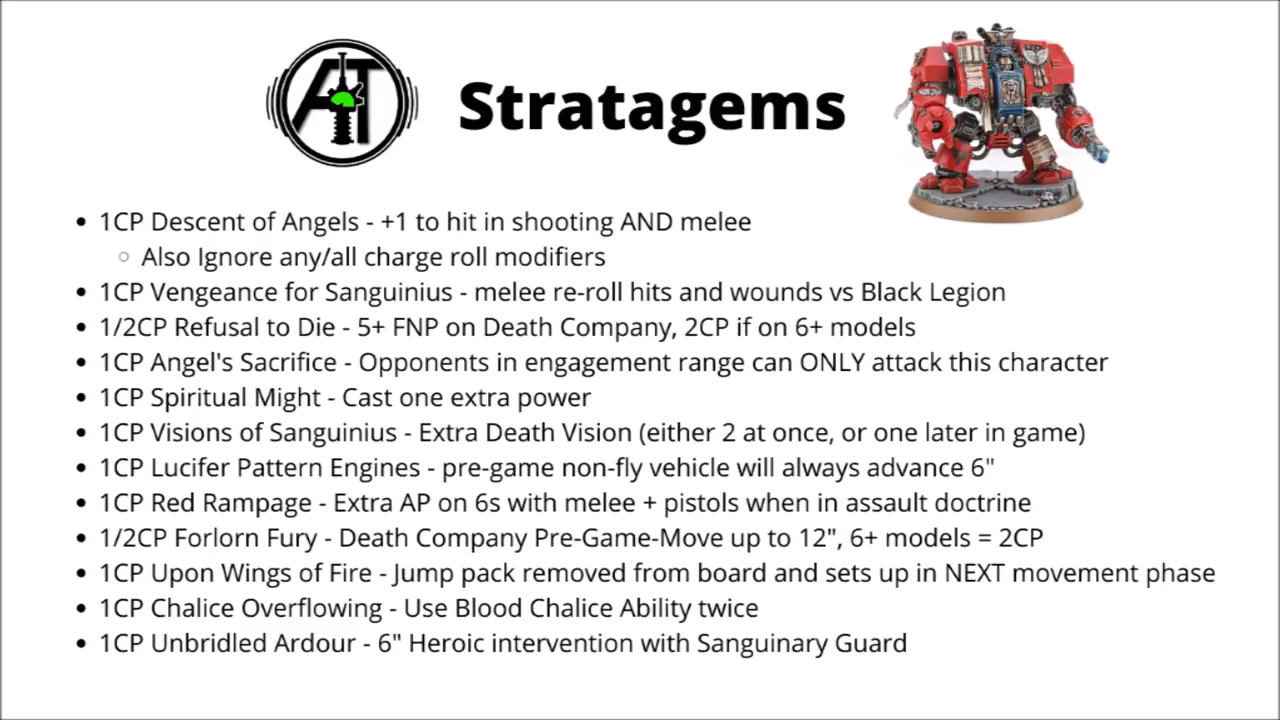 AT
Stratagems
• 1CP Descent of Angels - +1 to hit in shooting AND melee
○ Also Ignore any/all charge roll modifiers
• 1CP Vengeance for Sanguinius - melee re-roll hits and wounds vs Black Legion
• 1/2CP Refusal to Die - 5+ FNP on Death Company, 2CP if on 6+ models
• 1CP Angel's Sacrifice - Opponents in engagement range can ONLY attack this character
• 1CP Spiritual Might - Cast one extra power
• 1CP Visions of Sanguinius - Extra Death Vision (either 2 at once, or one later in game)
• 1CP Lucifer Pattern Engines - pre-game non-fly vehicle will always advance 6"
• 1CP Red Rampage - Extra AP on 6s with melee + pistols when in assault doctrine
• 1/2CP Forlorn Fury - Death Company Pre-Game-Move up to 12", 6+ models = 2CP
• 1CP Upon Wings of Fire - Jump pack removed from board and sets up in NEXT movement phase
• 1CP Chalice Overflowing - Use Blood Chalice Ability twice
• 1CP Unbridled Ardour - 6" Heroic intervention with Sanguinary Guard